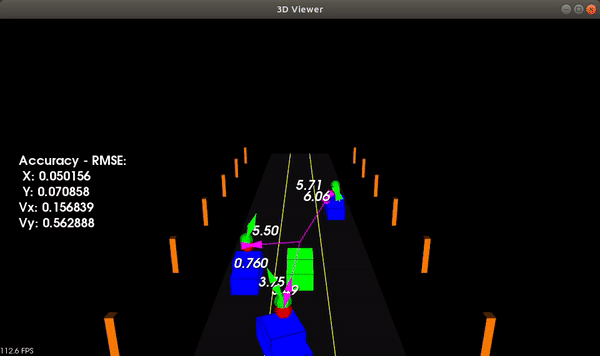 3D Viewer
Accuracy - RMSE:
X: 0.050156
Y: 0.070858
Vx: 0.156839
Vy: 0.562888
5.71
6.06
5.50
0.760
3.75
112.6 FPS